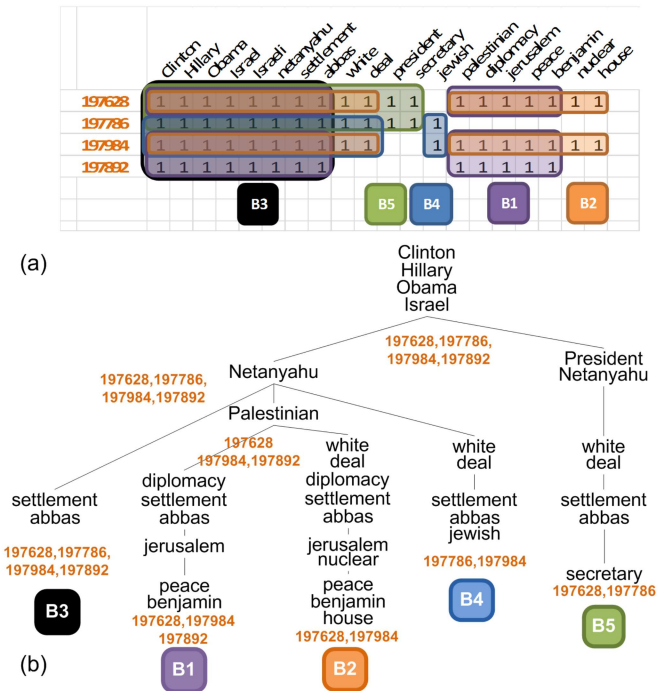 Clinton
Hillary
Obama
Israel
Israeli
netanyahu
settlement
abbas
white
deal
president
secretary
jewish
palestinian
diplomacy
jerusalem
peace
benjamin
nuclear
house
197628 1 1 1 1 1 1 1 1 1 1 1 1 1 1 1 1 1 1 1
197786 1 1 1 1 1 1 1 1 1 1 1 1 1
197984 1 1 1 1 1 1 1 1 1 1 1 1 1 1 1 1 1 1
197892 1 1 1 1 1 1 1 1 1 1 1 1 1
B3 B5 B4 B1 B2
(a)
Clinton
Hillary
Obama
Israel
197628,197786,
197984,197892
Netanyahu
President
Netanyahu
197628,197786,
197984,197892
Palestinian
197628
197984,197892
settlement
abbas
197628,197786,
197984,197892
B3
diplomacy
settlement
abbas
jerusalem
peace
benjamin
197628,197984
197892
B1
white
deal
diplomacy
settlement
abbas
jerusalem
nuclear
peace
benjamin
house
197628,197984
B2
white
deal
settlement
abbas
jewish
197786,197984
B4
white
deal
settlement
abbas
secretary
197628,197786
B5
(b)